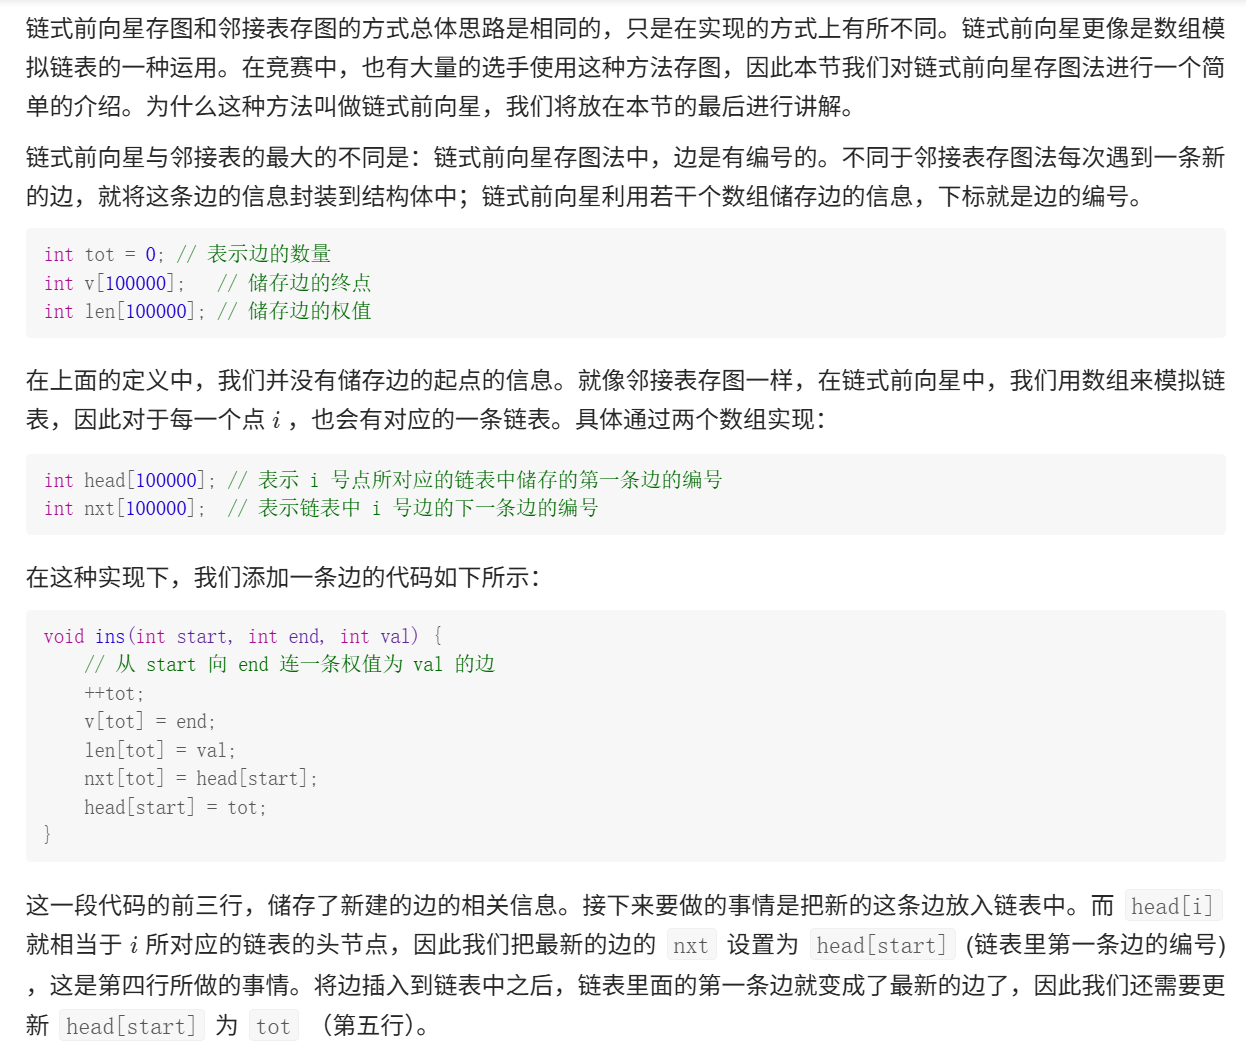 链式前向星存图和邻接表存图的方式总体思路是相同的，只是在实现的方式上有所不同。链式前向星更像是数组模
拟链表的一种运用。在竞赛中，也有大量的选手使用这种方法存图，因此本节我们对链式前向星存图法进行一个简
单的介绍。为什么这种方法叫做链式前向星，我们将放在本节的最后进行讲解。
链式前向星与邻接表的最大的不同是：链式前向星存图法中，边是有编号的。不同于邻接表存图法每次遇到一条新
的边，就将这条边的信息封装到结构体中；链式前向星利用若干个数组储存边的信息，下标就是边的编号。
int tot = 0; // 表示边的数量
int v[100000];   // 储存边的终点
int len[100000]; // 储存边的权值
在上面的定义中，我们并没有储存边的起点的信息。就像邻接表存图一样，在链式前向星中，我们用数组来模拟链
表，因此对于每一个点 i ，也会有对应的一条链表。具体通过两个数组实现：
int head[100000]; // 表示 i 号点所对应的链表中储存的第一条边的编号
int nxt[100000];  // 表示链表中 i 号边的下一条边的编号
在这种实现下，我们添加一条边的代码如下所示：
void ins(int start, int end, int val) {
    // 从 start 向 end 连一条权值为 val 的边
    ++tot;
    v[tot] = end;
    len[tot] = val;
    nxt[tot] = head[start];
    head[start] = tot;
}
这一段代码的前三行，储存了新建的边的相关信息。接下来要做的事情是把新的这条边放入链表中。而 head[i]
就相当于 i 所对应的链表的头节点，因此我们把最新的边的 nxt 设置为 head[start] (链表里第一条边的编号)
，这是第四行所做的事情。将边插入到链表中之后，链表里面的第一条边就变成了最新的边了，因此我们还需要更
新 head[start] 为 tot （第五行）。